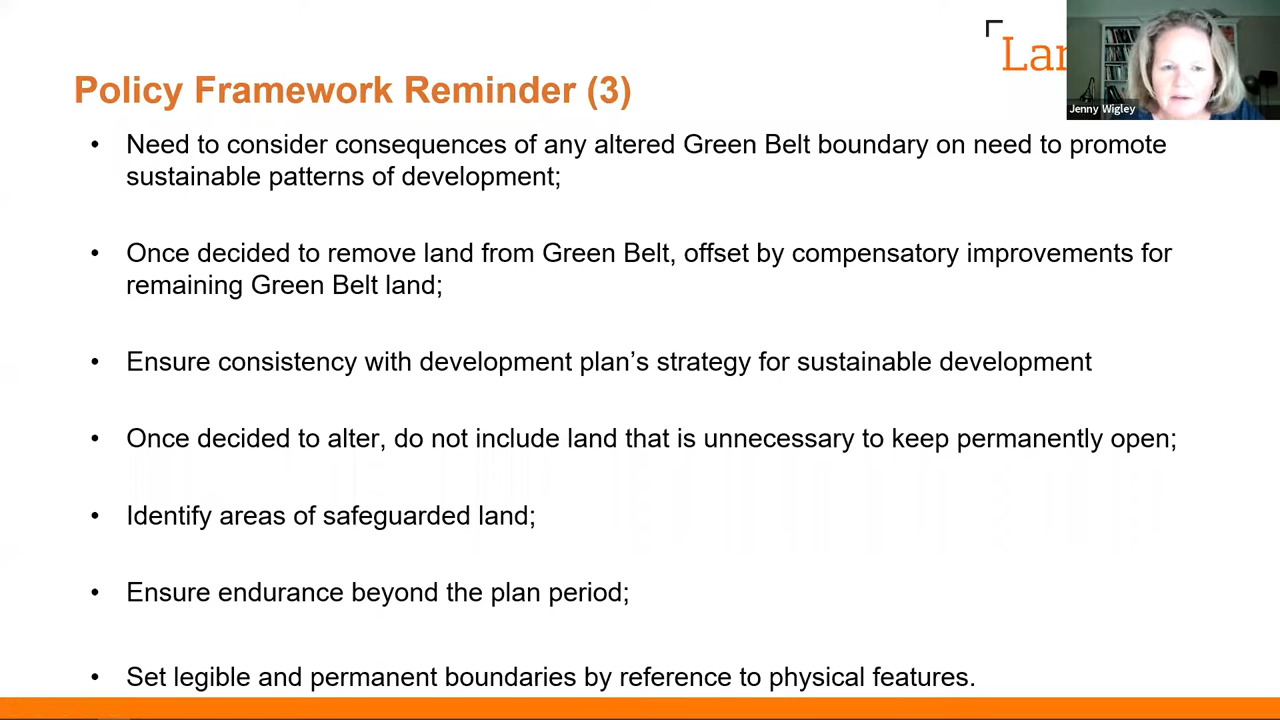 Lan
Policy Framework Reminder (3)
Jenny Wigley
• Need to consider consequences of any altered Green Belt boundary on need to promote
sustainable patterns of development;
• Once decided to remove land from Green Belt, offset by compensatory improvements for
remaining Green Belt land;
• Ensure consistency with development plan’s strategy for sustainable development
• Once decided to alter, do not include land that is unnecessary to keep permanently open;
• Identify areas of safeguarded land;
• Ensure endurance beyond the plan period;
• Set legible and permanent boundaries by reference to physical features.